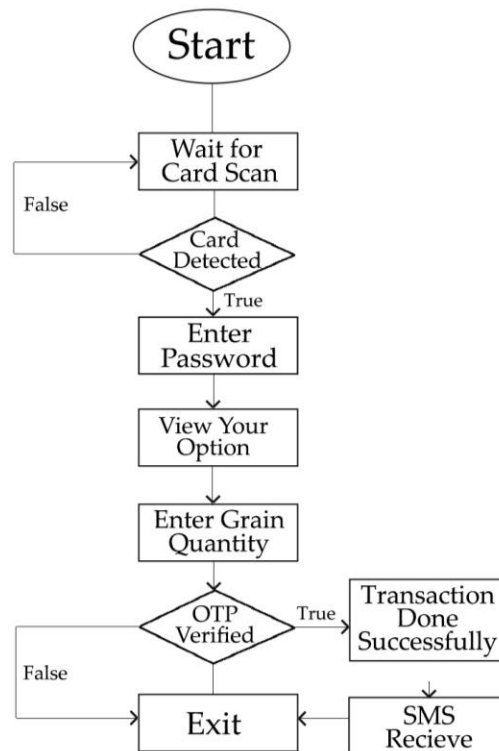 Start
Wait for
Card Scan
False
Card
Detected
True
Enter
Password
View Your
Option
Enter Grain
Quantity
OTP
Verified
True
Transaction
Done
Successfully
False
Exit
SMS
Recieve